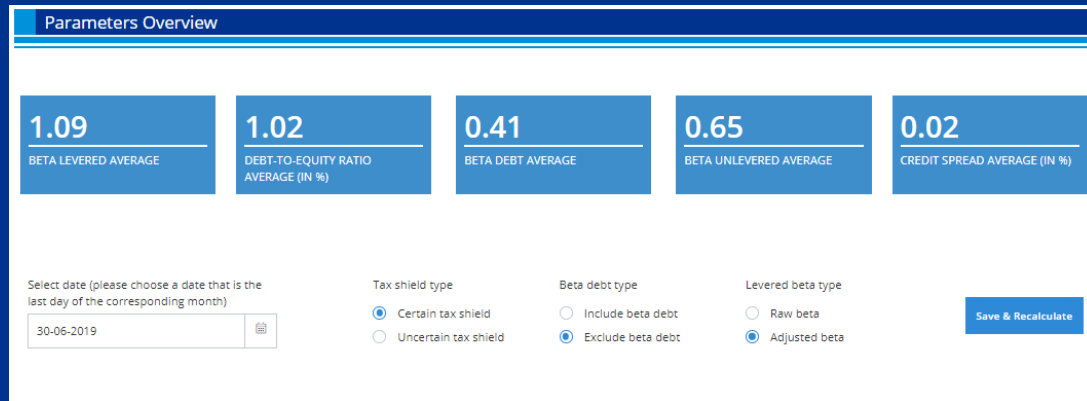 Parameters Overview
1.09
BETA LEVERED AVERAGE
1.02
DEBT-TO-EQUITY RATIO
AVERAGE (IN %)
0.41
BETA DEBT AVERAGE
0.65
BETA UNLEVERED AVERAGE
0.02
CREDIT SPREAD AVERAGE (IN %)
Select date (please choose a date that is the
last day of the corresponding month)
30-06-2019
Tax shield type
Certain tax shield
Uncertain tax shield
Beta debt type
Include beta debt
Exclude beta debt
Levered beta type
Raw beta
Adjusted beta
Save & Recalculate